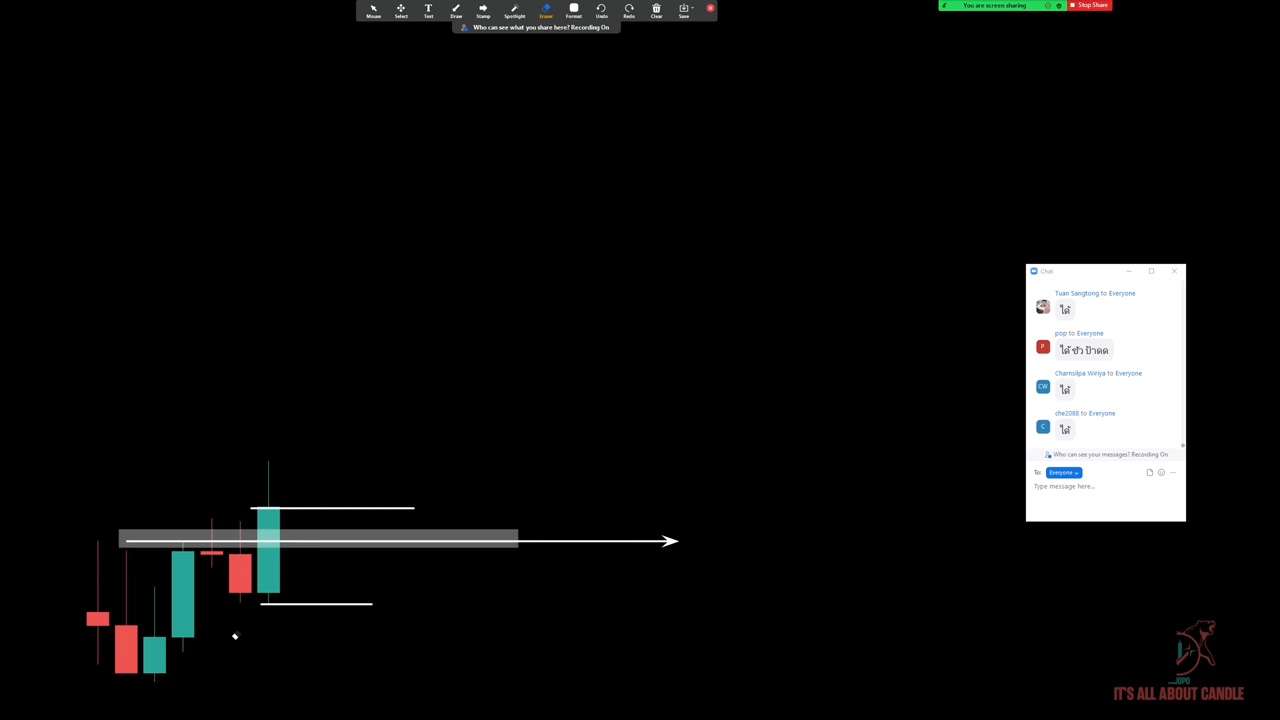 Mouse
Select
Text
Draw
Stamp
Spotlight
Eraser
Format
Undo
Redo
Clear
Save
Who can see what you share here? Recording On
You are screen sharing
Stop Share
Chat
Tuan Sangtong to Everyone
ได้
pop to Everyone
P
ได้ ชัว ป้าดด
Charnsilpa Wiriya to Everyone
CW
ได้
che2088 to Everyone
C
ได้
Who can see your messages? Recording On
To: Everyone
Type message here...
JOPO
IT'S ALL ABOUT CANDLE